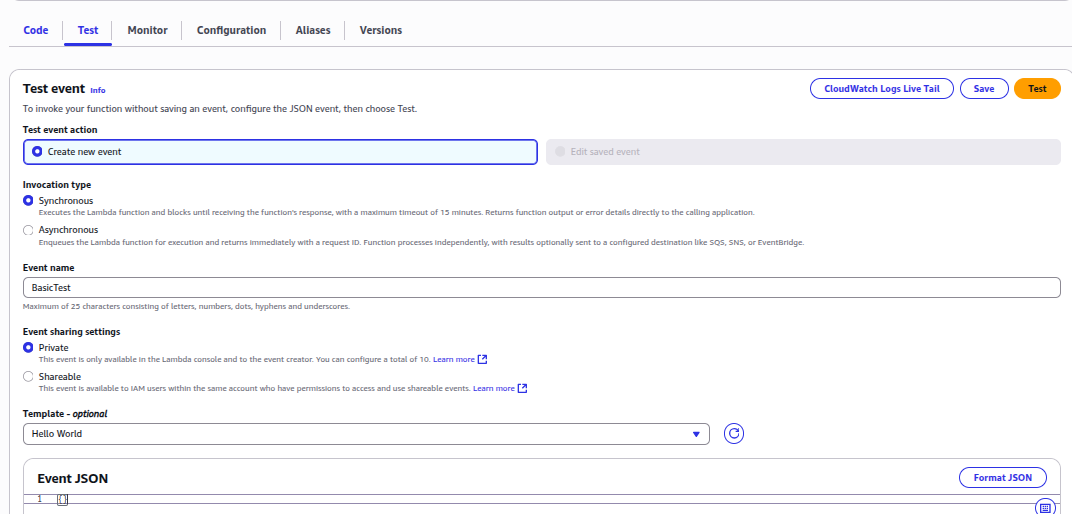 Code Test Monitor Configuration Aliases Versions
Test event Info CloudWatch Logs Live Tail Save Test
To invoke your function without saving an event, configure the JSON event, then choose Test.
Test event action
Create new event Edit saved event
Invocation type
Synchronous
Executes the Lambda function and blocks until receiving the function's response, with a maximum timeout of 15 minutes. Returns function output or error details directly to the calling application.
Asynchronous
Enqueues the Lambda function for execution and returns immediately with a request ID. Function processes independently, with results optionally sent to a configured destination like SQS, SNS, or EventBridge.
Event name
BasicTest
Maximum of 25 characters consisting of letters, numbers, dots, hyphens and underscores.
Event sharing settings
Private
This event is only available in the Lambda console and to the event creator. You can configure a total of 10. Learn more
Shareable
This event is available to IAM users within the same account who have permissions to access and use shareable events. Learn more
Template - optional
Hello World
Event JSON Format JSON
1 {}